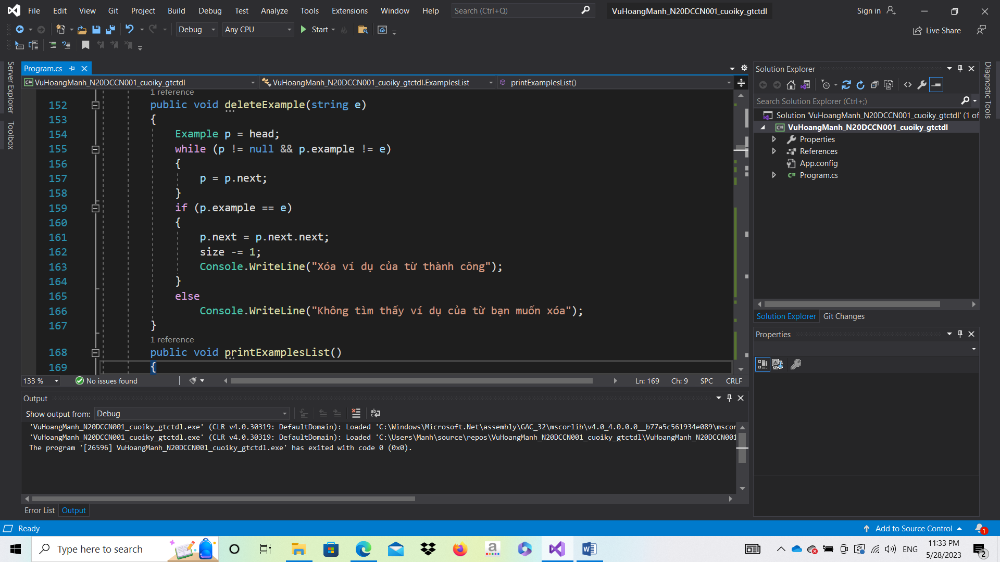 File Edit View Git Project Build Debug Test Analyze Tools Extensions Window Help Search (Ctrl+Q) VuHoangManh_N20DCCN001_cuoiky_gtctdl Sign in
Debug Any CPU Start Live Share
Server Explorer
Toolbox
Program.cs
VuHoangManh_N20DCCN001_cuoiky_gtctdl VuHoangManh_N20DCCN001_cuoiky_gtctdl.ExamplesList printExamplesList()
1 reference
152 public void deleteExample(string e)
153 {
154 Example p = head;
155 while (p != null && p.example != e)
156 {
157 p = p.next;
158 }
159 if (p.example == e)
160 {
161 p.next = p.next.next;
162 size -= 1;
163 Console.WriteLine("Xóa ví dụ của từ thành công");
164 }
165 else
166 Console.WriteLine("Không tìm thấy ví dụ của từ bạn muốn xóa");
167 }
1 reference
168 public void printExamplesList()
169 {
133 % No issues found Ln: 169 Ch: 9 SPC CRLF
Output
Show output from: Debug
'VuHoangManh_N20DCCN001_cuoiky_gtctdl.exe' (CLR v4.0.30319: DefaultDomain): Loaded 'C:\Windows\Microsoft.Net\assembly\GAC_32\mscorlib\v4.0_4.0.0.0__b77a5c561934e089\mscor
'VuHoangManh_N20DCCN001_cuoiky_gtctdl.exe' (CLR v4.0.30319: DefaultDomain): Loaded 'C:\Users\Manh\source\repos\VuHoangManh_N20DCCN001_cuoiky_gtctdl\VuHoangManh_N20DCCN001
The program '[26596] VuHoangManh_N20DCCN001_cuoiky_gtctdl.exe' has exited with code 0 (0x0).
Error List Output
Solution Explorer
Search Solution Explorer (Ctrl+;)
Solution 'VuHoangManh_N20DCCN001_cuoiky_gtctdl' (1 of
VuHoangManh_N20DCCN001_cuoiky_gtctdl
Properties
References
App.config
Program.cs
Solution Explorer Git Changes
Properties
Diagnostic Tools
Ready Add to Source Control 1
Type here to search ENG 11:33 PM
5/28/2023 2